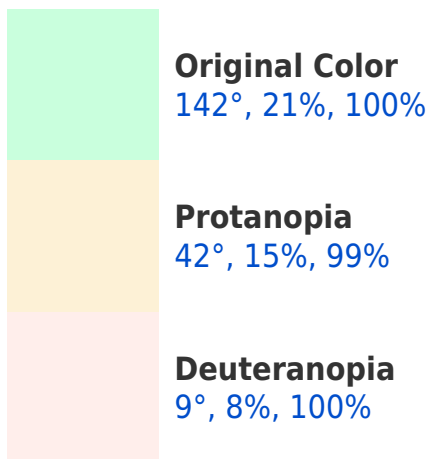 Original Color
142°, 21%, 100%
Protanopia
42°, 15%, 99%
Deuteranopia
9°, 8%, 100%